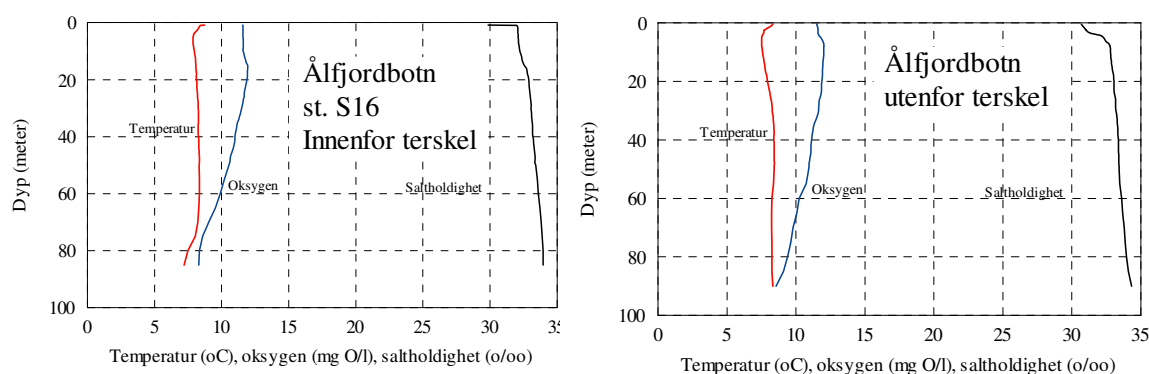 0
20
40
60
80
100
Dyp (meter)
Ålfjordbotn
st. S16
Innenfor terskel
Temperatur
Oksygen
Saltholdighet
0 5 10 15 20 25 30 35
Temperatur (oC), oksygen (mg O/l), saltholdighet (o/oo)
0
20
40
60
80
100
Dyp (meter)
Ålfjordbotn
utenfor terskel
Temperatur
Oksygen
Saltholdighet
0 5 10 15 20 25 30 35
Temperatur (oC), oksygen (mg O/l), saltholdighet (o/oo)